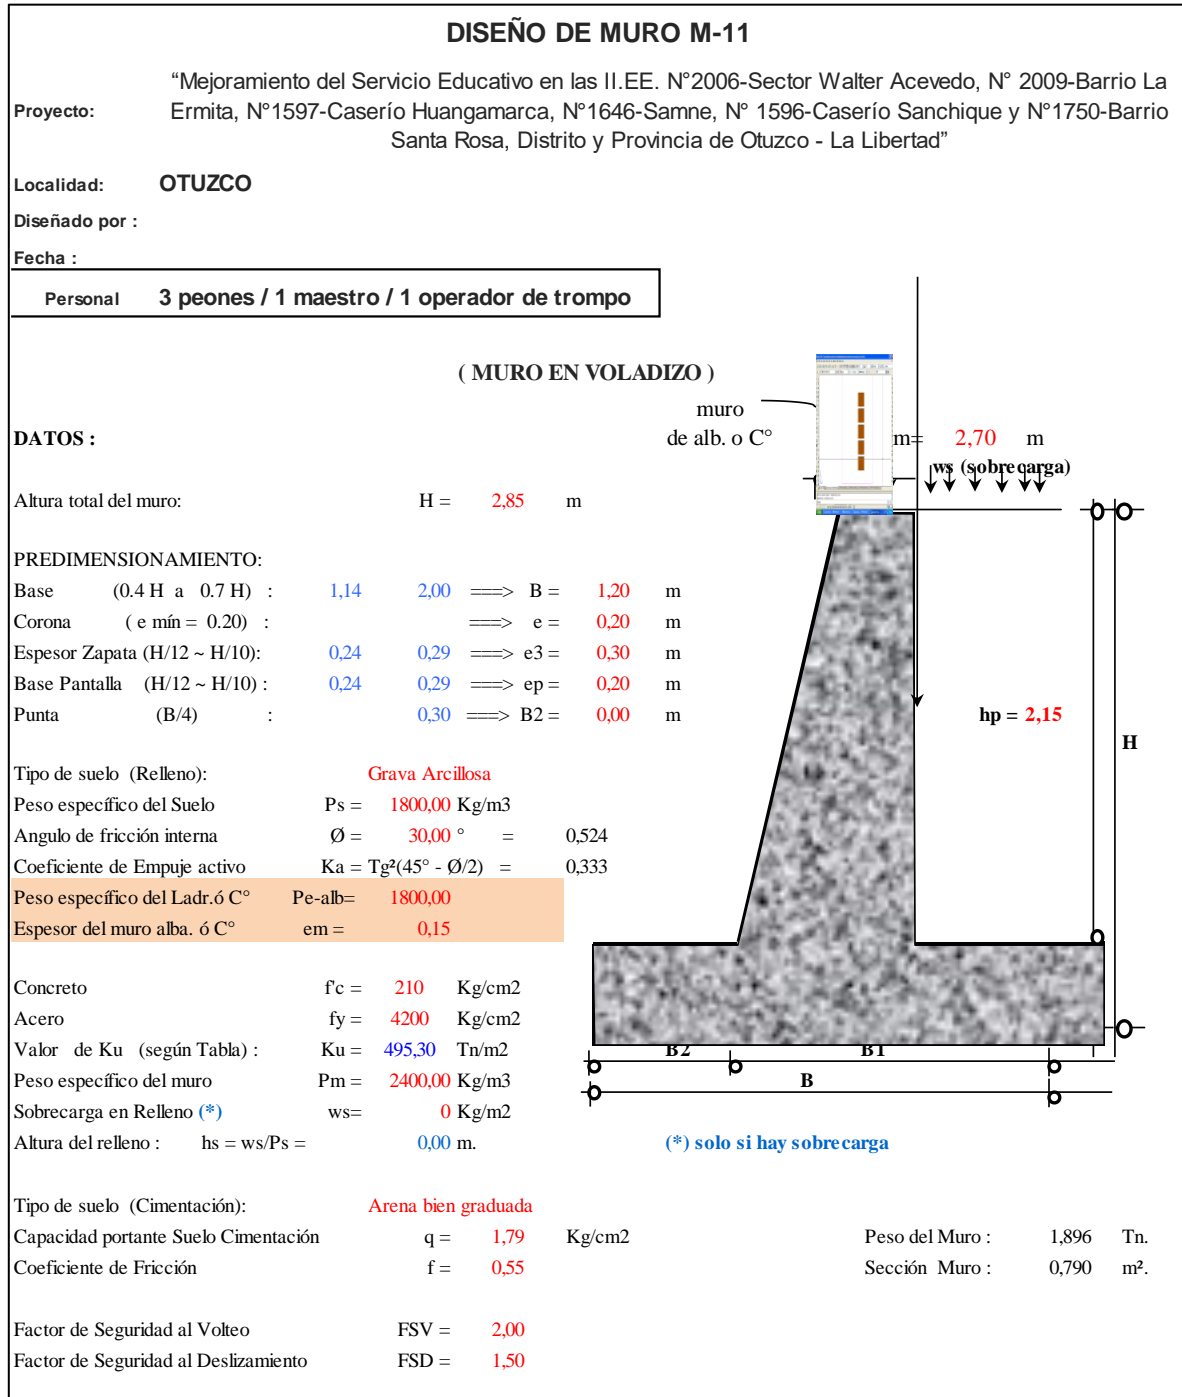 DISEÑO DE MURO M-11
“Mejoramiento del Servicio Educativo en las II.EE. N°2006-Sector Walter Acevedo, N° 2009-Barrio La
Proyecto: Ermita, N°1597-Caserío Huangamarca, N°1646-Samne, N° 1596-Caserío Sanchique y N°1750-Barrio
Santa Rosa, Distrito y Provincia de Otuzco - La Libertad”
Localidad: OTUZCO
Diseñado por :
Fecha :
Personal 3 peones / 1 maestro / 1 operador de trompo
( MURO EN VOLADIZO )
muro
DATOS : de alb. o C° m= 2,70 m
ws (sobrecarga)
Altura total del muro: H = 2,85 m
PREDIMENSIONAMIENTO:
Base (0.4 H a 0.7 H) : 1,14 2,00 ===> B = 1,20 m
Corona ( e mín = 0.20) : ===> e = 0,20 m
Espesor Zapata (H/12 ~ H/10): 0,24 0,29 ===> e3 = 0,30 m
Base Pantalla (H/12 ~ H/10) : 0,24 0,29 ===> ep = 0,20 m
Punta (B/4) : 0,30 ===> B2 = 0,00 m
hp = 2,15
H
Tipo de suelo (Relleno): Grava Arcillosa
Peso específico del Suelo Ps = 1800,00 Kg/m3
Angulo de fricción interna Ø = 30,00 ° = 0,524
Coeficiente de Empuje activo Ka = Tg²(45° - Ø/2) = 0,333
Peso específico del Ladr.ó C° Pe-alb= 1800,00
Espesor del muro alba. ó C° em = 0,15
Concreto f'c = 210 Kg/cm2
Acero fy = 4200 Kg/cm2
Valor de Ku (según Tabla) : Ku = 495,30 Tn/m2
B2 B1
Peso específico del muro Pm = 2400,00 Kg/m3
B
Sobrecarga en Relleno (*) ws= 0 Kg/m2
Altura del relleno : hs = ws/Ps = 0,00 m. (*) solo si hay sobrecarga
Tipo de suelo (Cimentación): Arena bien graduada
Capacidad portante Suelo Cimentación q = 1,79 Kg/cm2 Peso del Muro : 1,896 Tn.
Coeficiente de Fricción f = 0,55 Sección Muro : 0,790 m².
Factor de Seguridad al Volteo FSV = 2,00
Factor de Seguridad al Deslizamiento FSD = 1,50